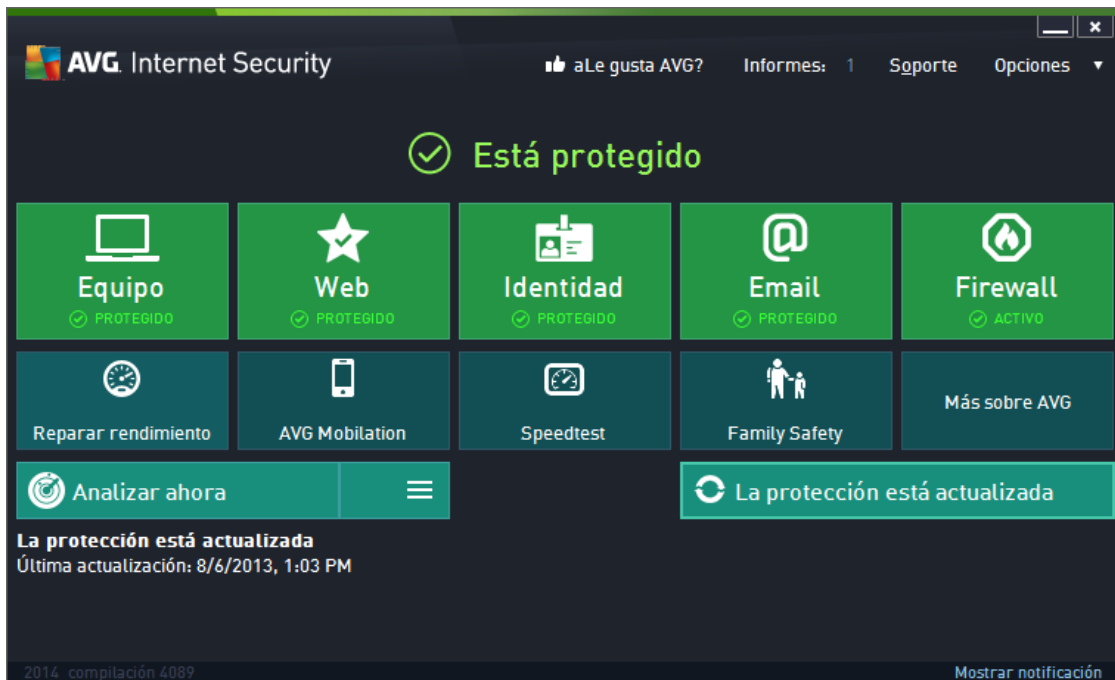 AVG. Internet Security
aLe gusta AVG?
Informes: 1
Soporte
Opciones
Está protegido
Equipo
PROTEGIDO
Web
PROTEGIDO
Identidad
PROTEGIDO
Email
PROTEGIDO
Firewall
ACTIVO
Reparar rendimiento
AVG Mobilation
Speedtest
Family Safety
Más sobre AVG
Analizar ahora
La protección está actualizada
La protección está actualizada
Última actualización: 8/6/2013, 1:03 PM
2014 compilación 4089
Mostrar notificación